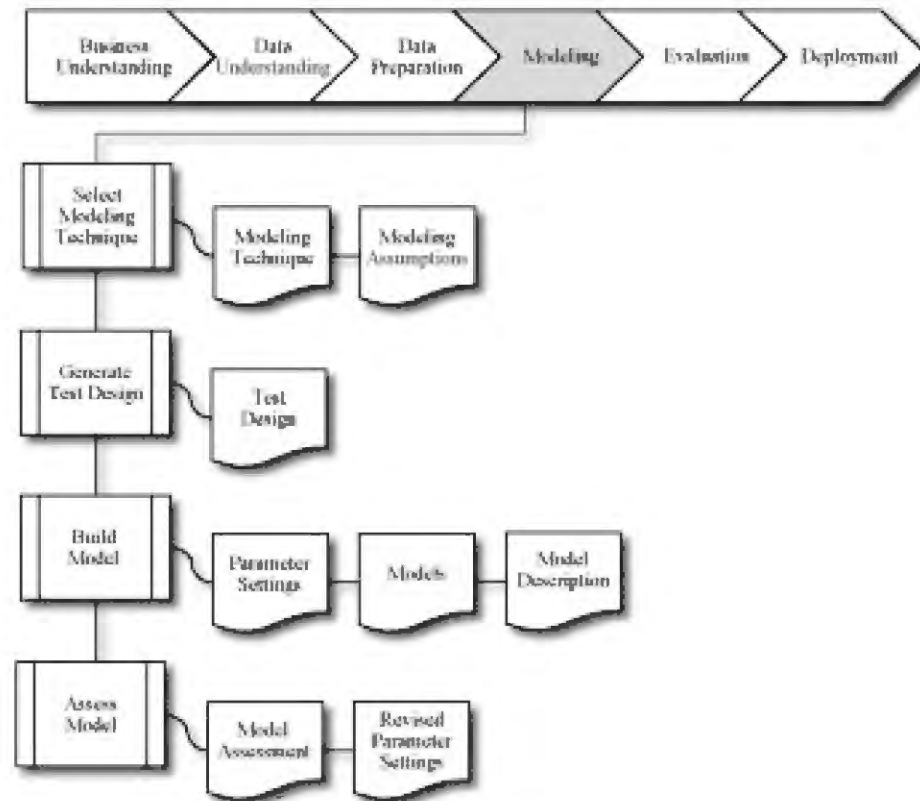 Business
Understanding
Data
Understanding
Data
Preparation
Modeling
Evaluation
Deployment
Select
Modeling
Technique
Modeling
Technique
Modeling
Assumptions
Generate
Test Design
Test
Design
Build
Model
Parameter
Settings
Models
Model
Description
Assess
Model
Model
Assessment
Revised
Parameter
Settings